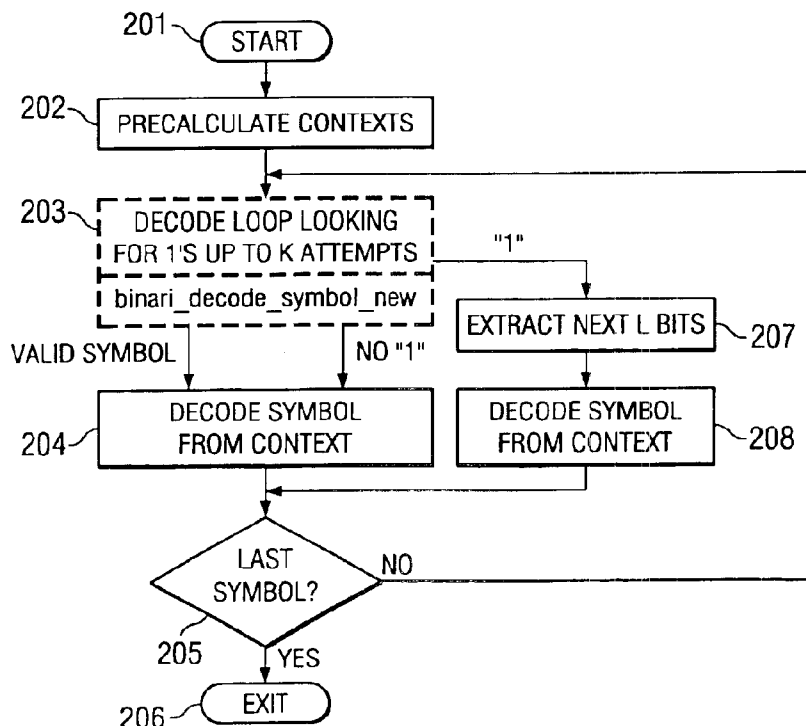 201
START
202
PRECALCULATE CONTEXTS
203
DECODE LOOP LOOKING
FOR 1'S UP TO K ATTEMPTS
"1"
binari_decode_symbol_new
EXTRACT NEXT L BITS
207
VALID SYMBOL
NO "1"
204
DECODE SYMBOL
FROM CONTEXT
DECODE SYMBOL
FROM CONTEXT
208
LAST
SYMBOL?
NO
205
YES
206
EXIT